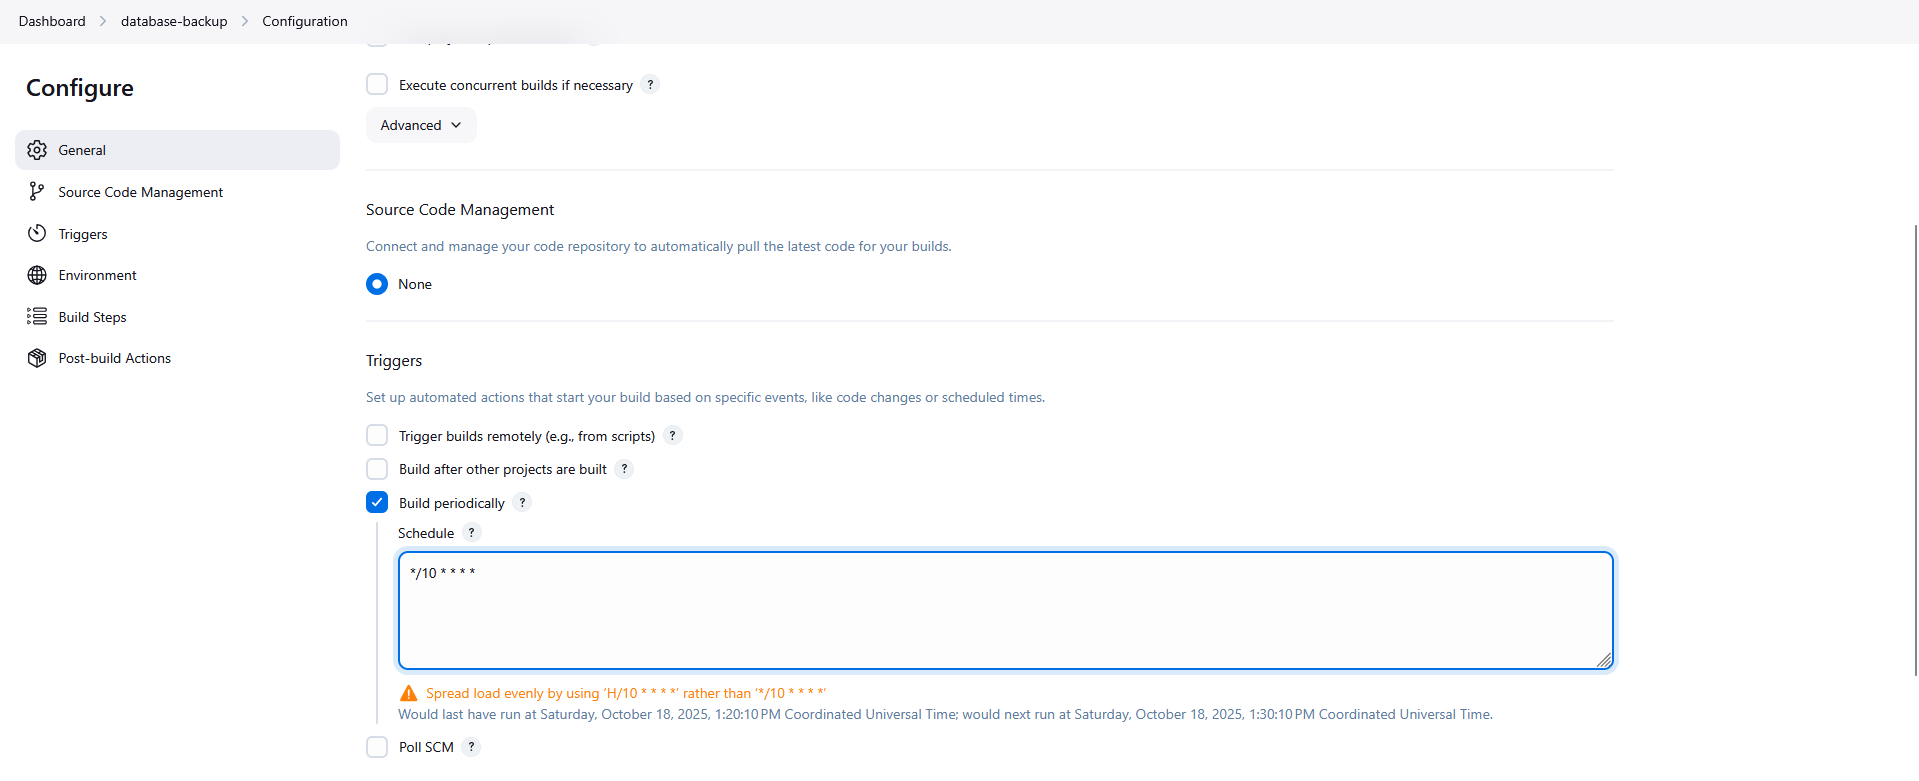 Dashboard > database-backup > Configuration
Configure
General
Source Code Management
Triggers
Environment
Build Steps
Post-build Actions
Execute concurrent builds if necessary ?
Advanced
Source Code Management
Connect and manage your code repository to automatically pull the latest code for your builds.
None
Triggers
Set up automated actions that start your build based on specific events, like code changes or scheduled times.
Trigger builds remotely (e.g., from scripts) ?
Build after other projects are built ?
Build periodically ?
Schedule ?
*/10 * * * *
Spread load evenly by using ‘H/10 * * * *’ rather than ‘*/10 * * * *’
Would last have run at Saturday, October 18, 2025, 1:20:10 PM Coordinated Universal Time; would next run at Saturday, October 18, 2025, 1:30:10 PM Coordinated Universal Time.
Poll SCM ?